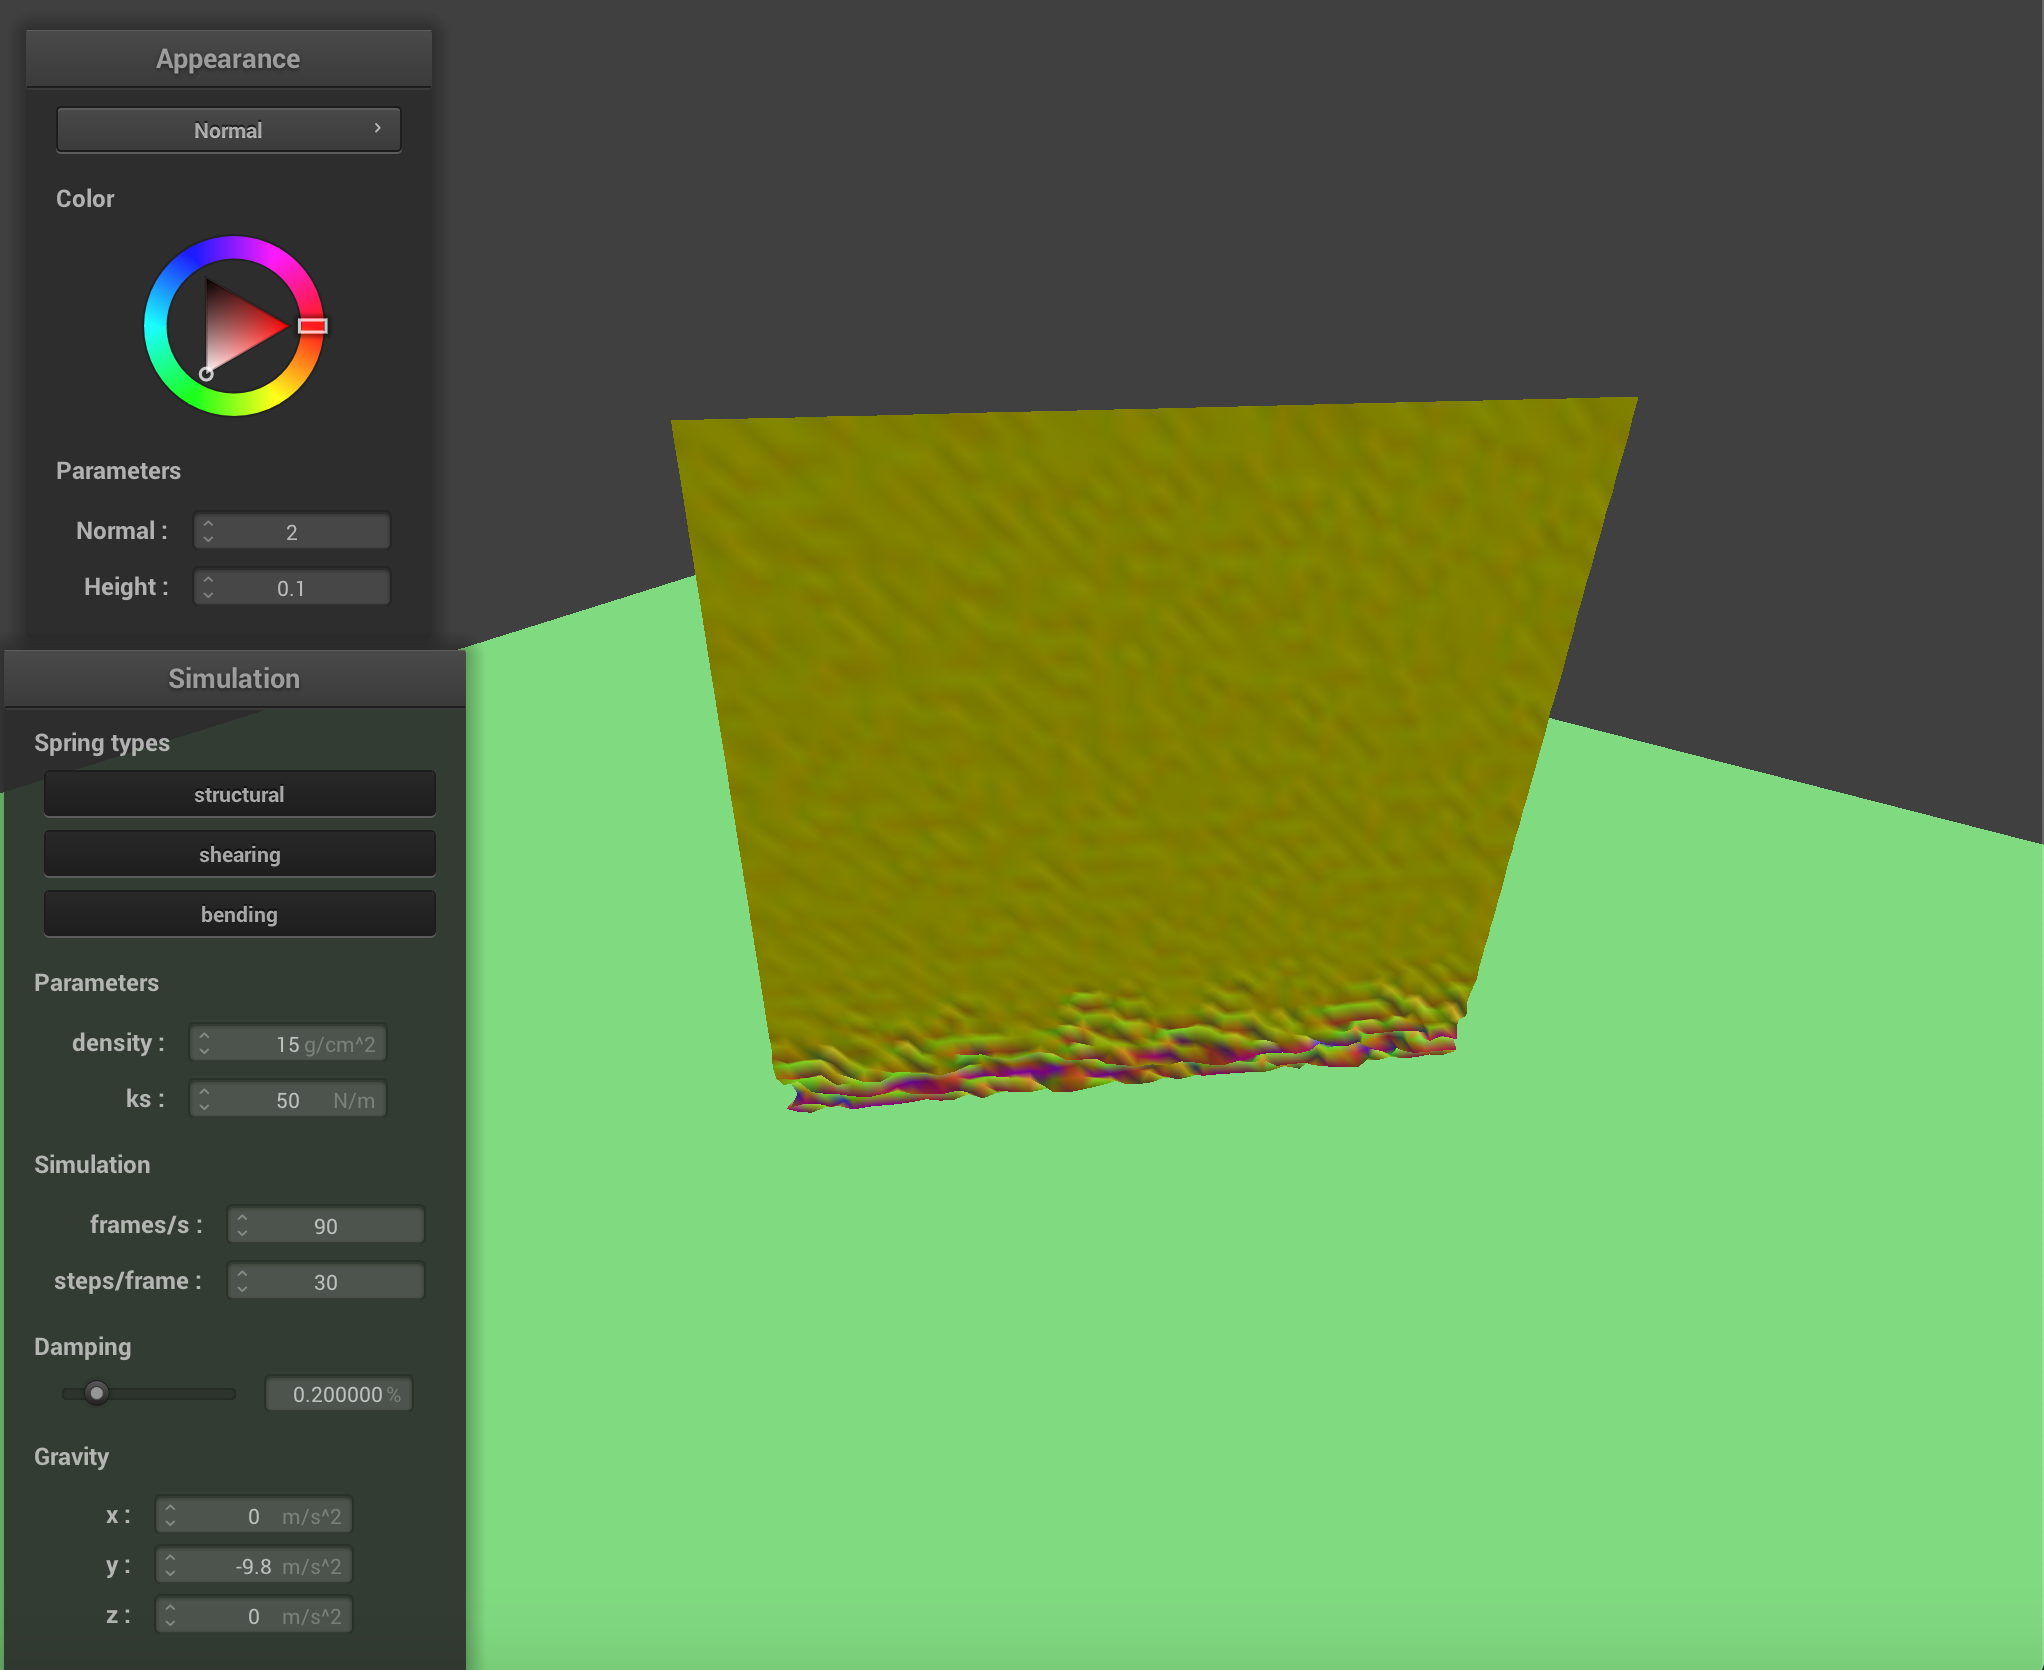 Appearance
Normal
Color
Parameters
Normal : 2
Height : 0.1
Simulation
Spring types
structural
shearing
bending
Parameters
density : 15 g/cm^2
ks : 50 N/m
Simulation
frames/s : 90
steps/frame : 30
Damping
0.200000 %
Gravity
x : 0 m/s^2
y : -9.8 m/s^2
z : 0 m/s^2